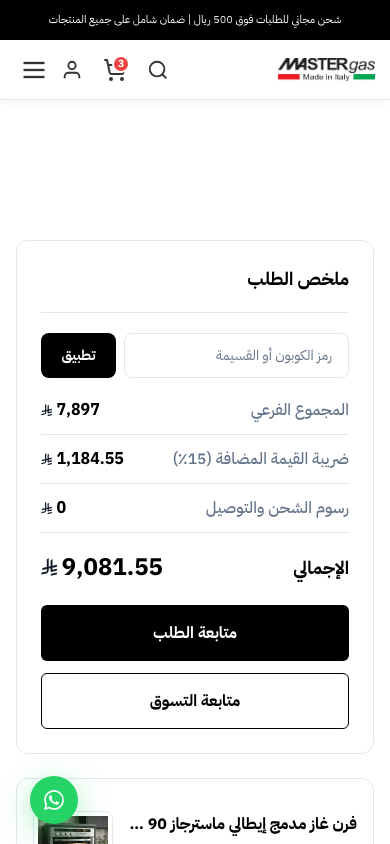 شحن مجاني للطلبات فوق 500 ريال | ضمان شامل على جميع المنتجات
MASTERgas
Made in Italy
3
ملخص الطلب
رمز الكوبون أو القسيمة
تطبيق
المجموع الفرعي 7,897
ضريبة القيمة المضافة (15٪) 1,184.55
رسوم الشحن والتوصيل 0
الإجمالي 9,081.55
متابعة الطلب
متابعة التسوق
فرن غاز مدمج إيطالي ماسترجاز 90 ...